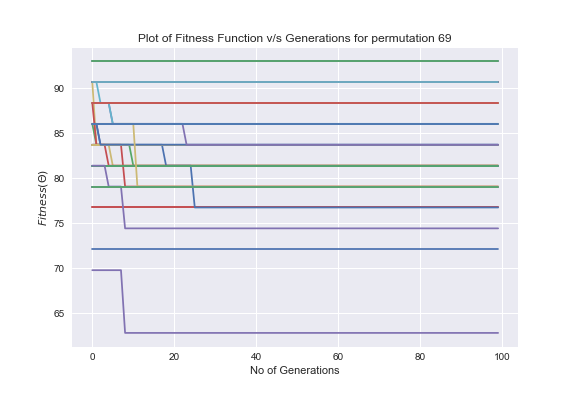 Plot of Fitness Function v/s Generations for permutation 69
Fitness(Θ)
90
85
80
75
70
65
0 20 40 60 80 100
No of Generations